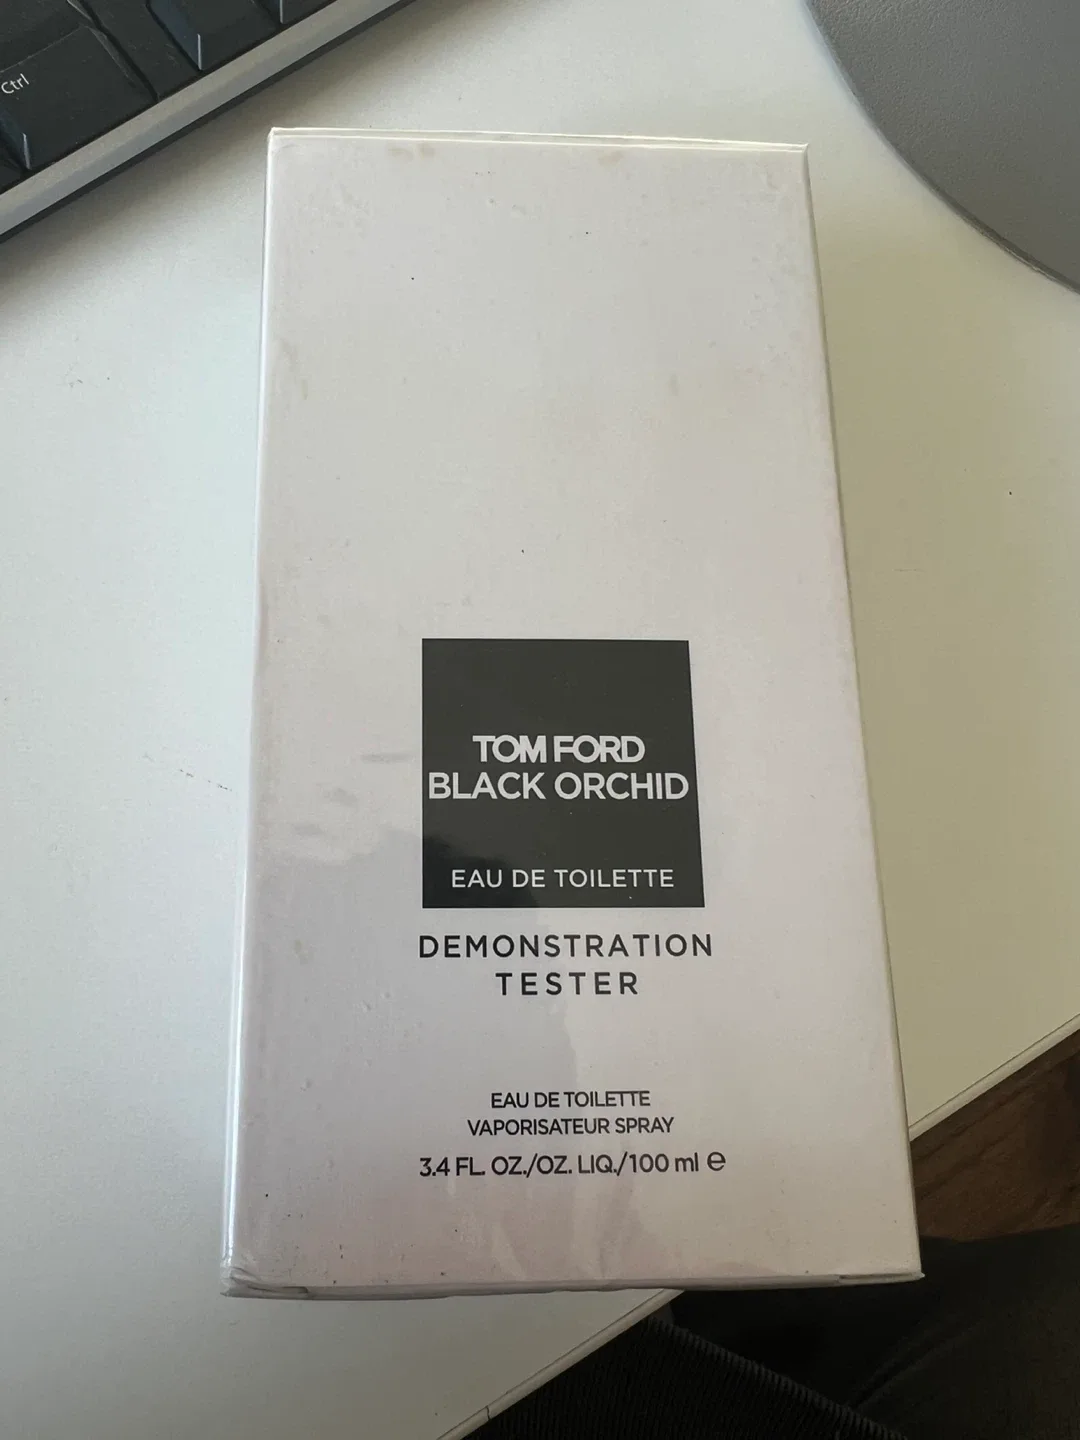 Ctrl
TOM FORD
BLACK ORCHID
EAU DE TOILETTE
DEMONSTRATION
TESTER
EAU DE TOILETTE
VAPORISATEUR SPRAY
3.4 FL. OZ./OZ. LIQ./100 ml ℮